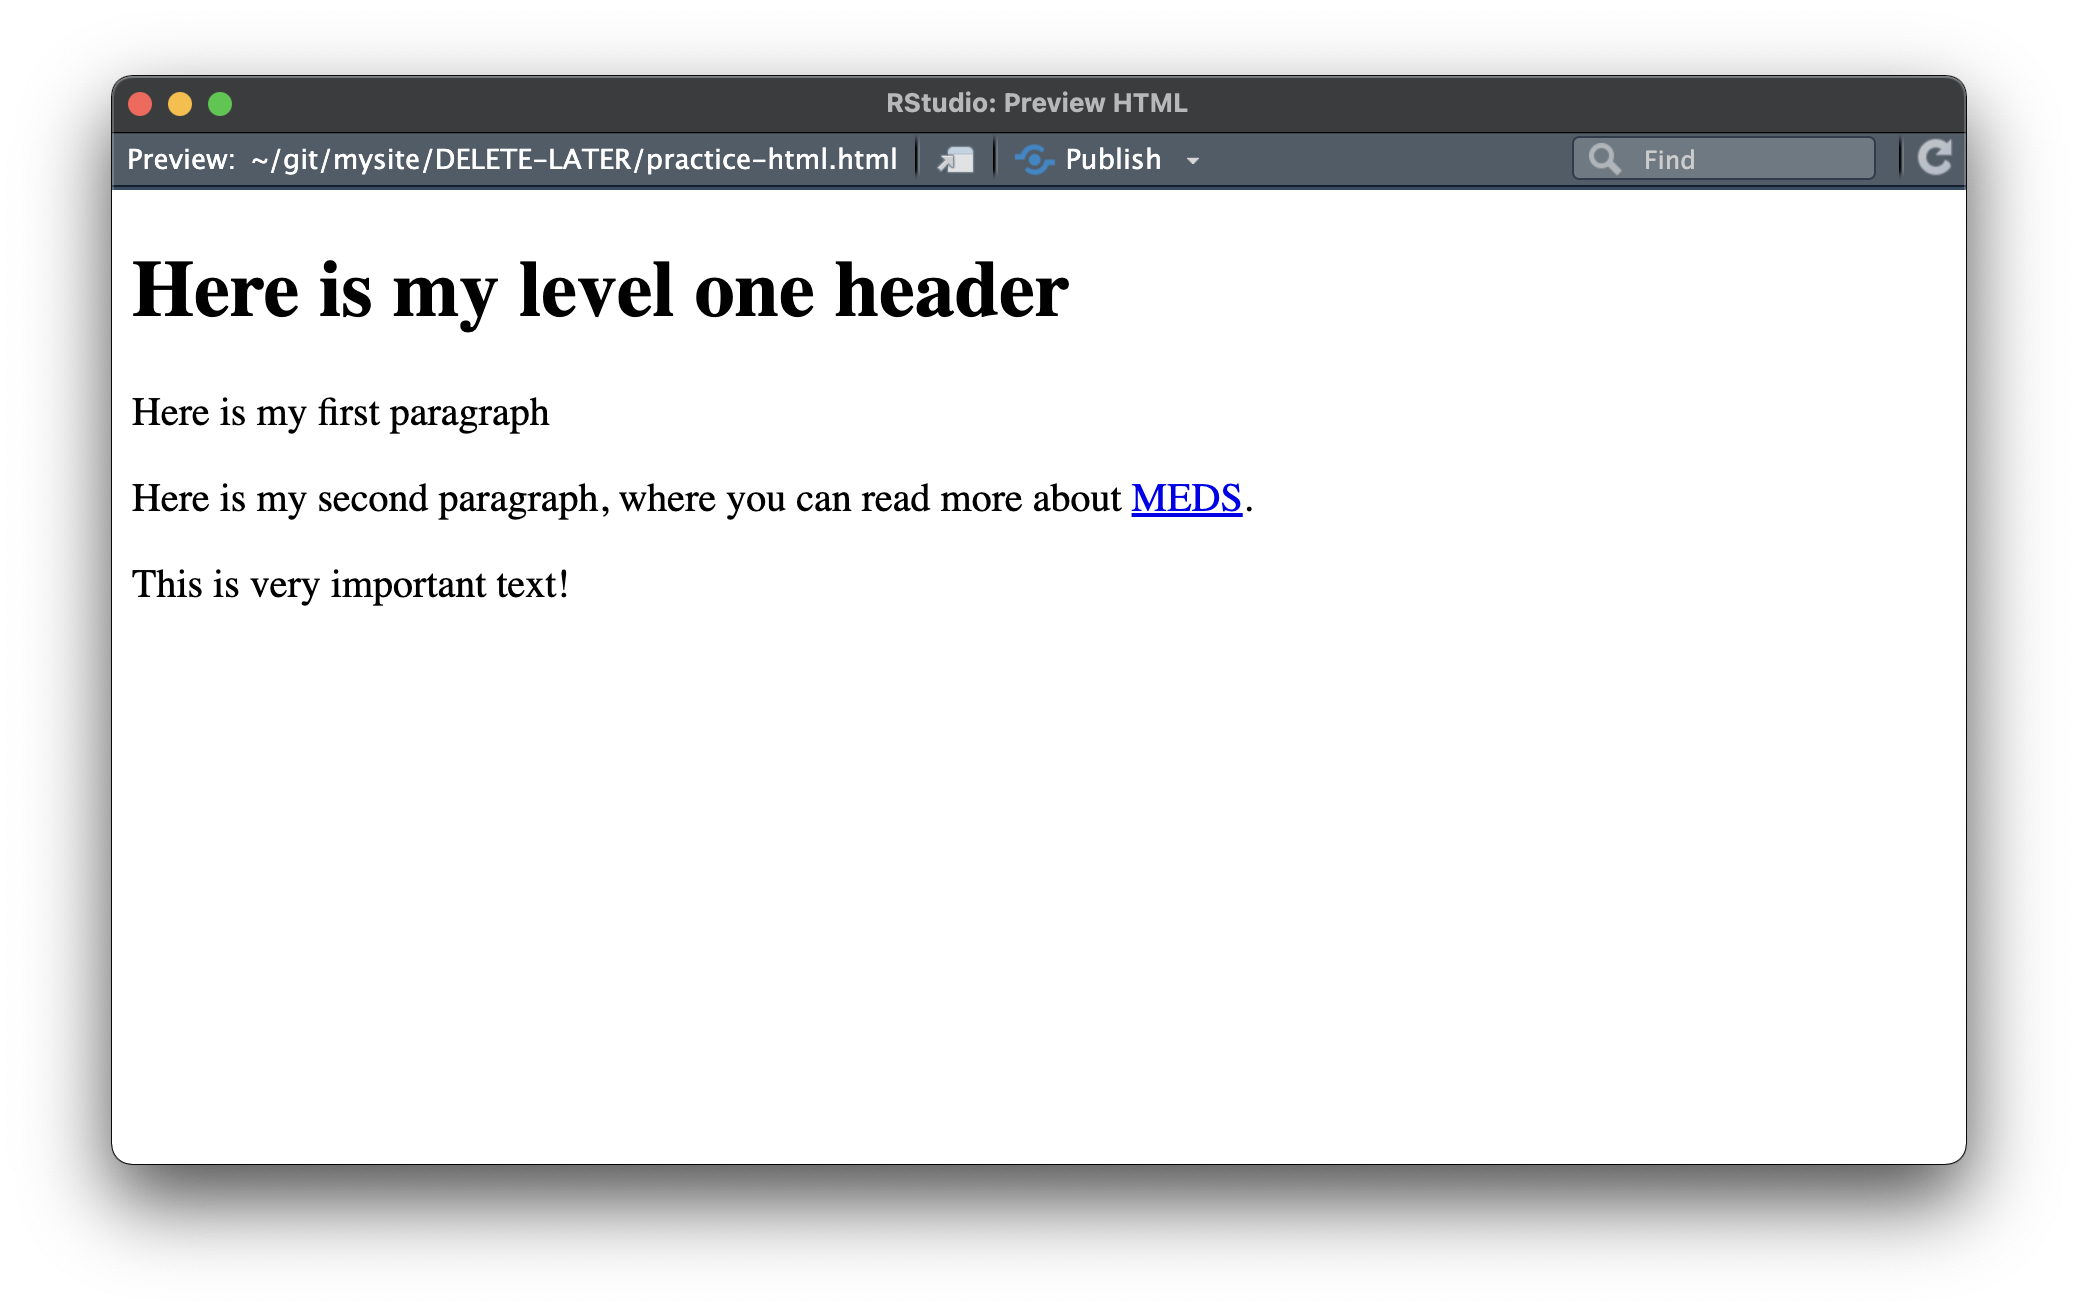 RStudio: Preview HTML
Preview: ~/git/mysite/DELETE-LATER/practice-html.html Publish Find
Here is my level one header
Here is my first paragraph
Here is my second paragraph, where you can read more about MEDS.
This is very important text!